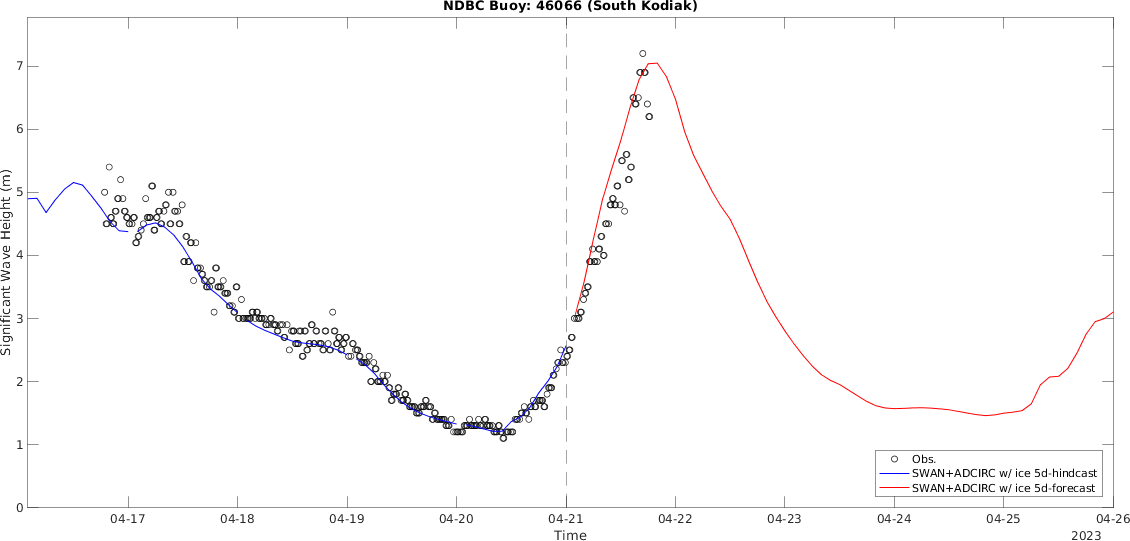 NDBC Buoy: 46066 (South Kodiak)
Significant Wave Height (m)
7
6
5
4
3
2
1
0
04-17 04-18 04-19 04-20 04-21 04-22 04-23 04-24 04-25 04-26
Time
2023
Obs.
SWAN+ADCIRC w/ ice 5d-hindcast
SWAN+ADCIRC w/ ice 5d-forecast